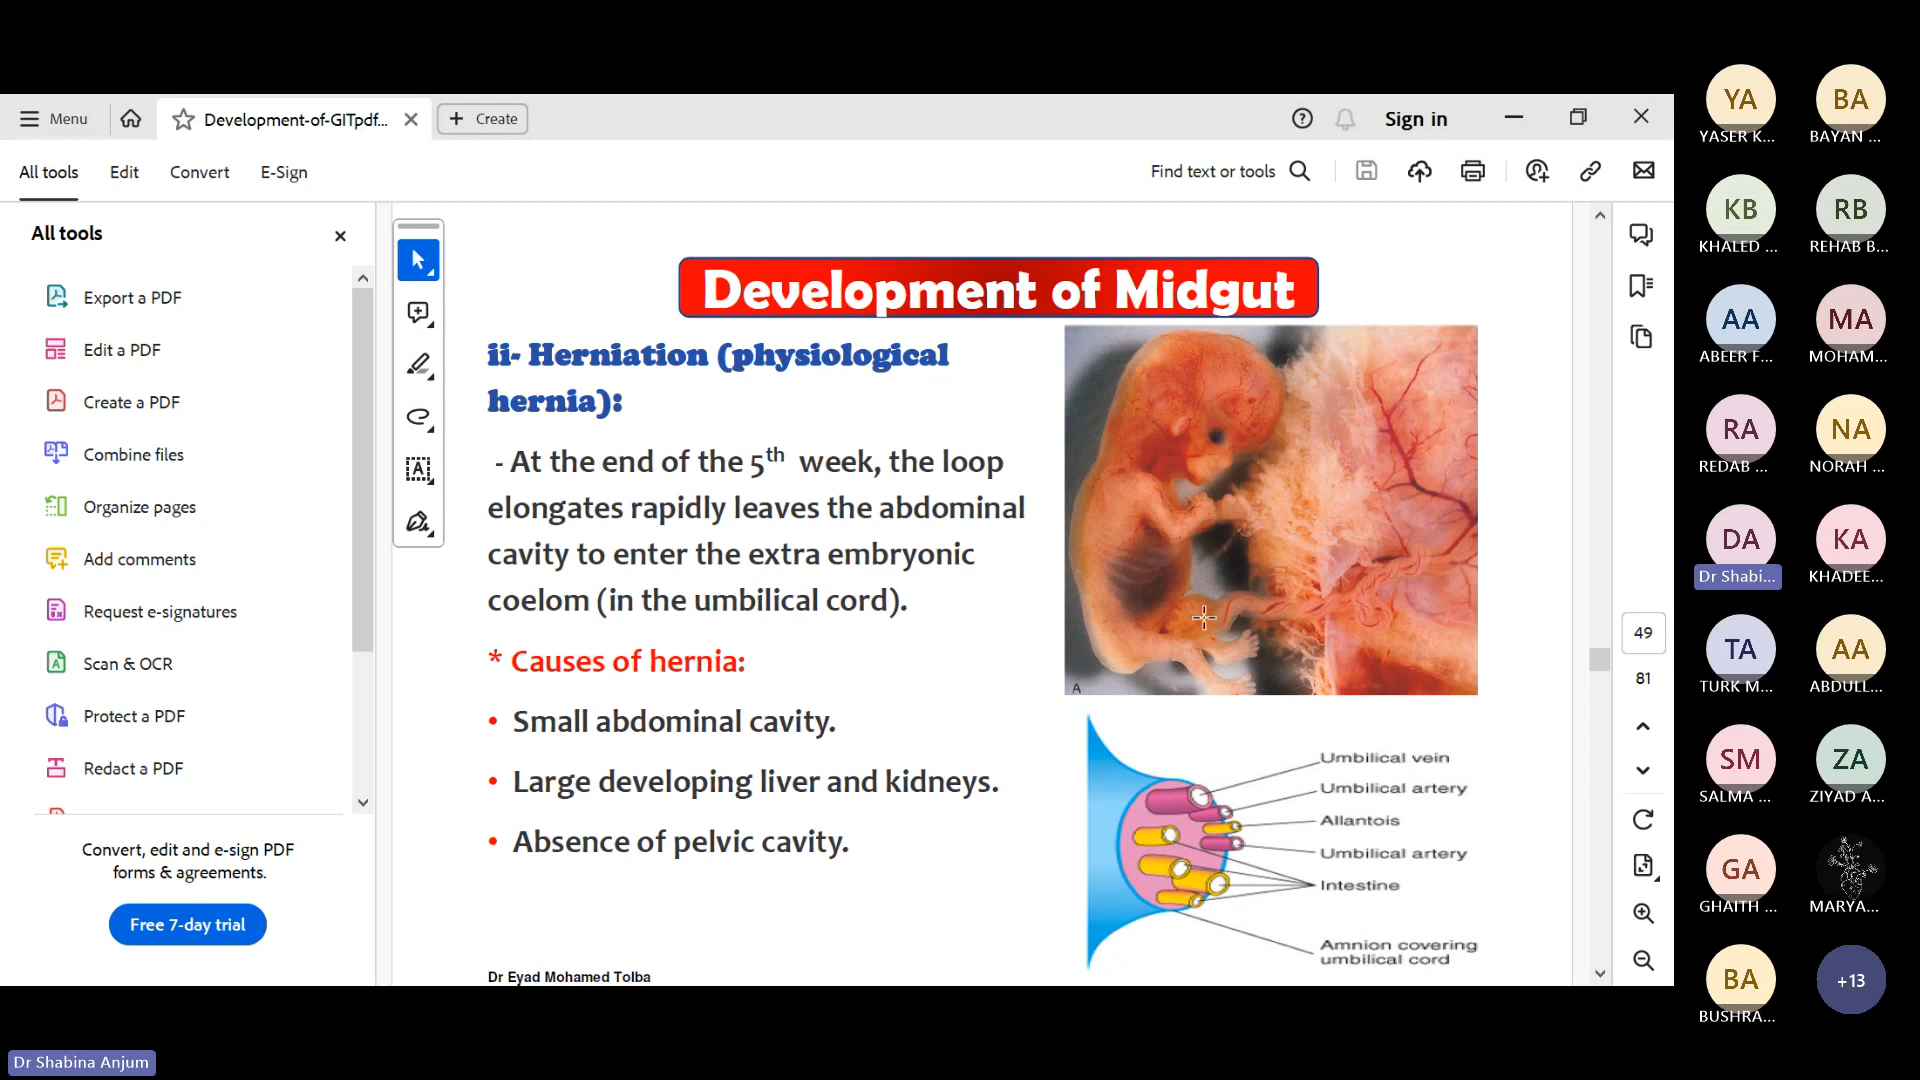 Menu
Development-of-GITpdf...
Create
Sign in
All tools
Edit
Convert
E-Sign
Find text or tools
All tools
Export a PDF
Edit a PDF
Create a PDF
Combine files
Organize pages
Add comments
Request e-signatures
Scan & OCR
Protect a PDF
Redact a PDF
Convert, edit and e-sign PDF
forms & agreements.
Free 7-day trial
Development of Midgut
ii- Herniation (physiological
hernia):
- At the end of the 5th week, the loop
elongates rapidly leaves the abdominal
cavity to enter the extra embryonic
coelom (in the umbilical cord).
* Causes of hernia:
• Small abdominal cavity.
• Large developing liver and kidneys.
• Absence of pelvic cavity.
Dr Eyad Mohamed Tolba
A
Umbilical vein
Umbilical artery
Allantois
Umbilical artery
Intestine
Amnion covering
umbilical cord
49
81
YA
YASER K...
BA
BAYAN ...
KB
KHALED ...
RB
REHAB B...
AA
ABEER F...
MA
MOHAM...
RA
REDAB ...
NA
NORAH ...
DA
Dr Shabi...
KA
KHADEE...
TA
TURK M...
AA
ABDULL...
SM
SALMA ...
ZA
ZIYAD A...
GA
GHAITH ...
MARYA...
BA
BUSHRA...
+13
Dr Shabina Anjum